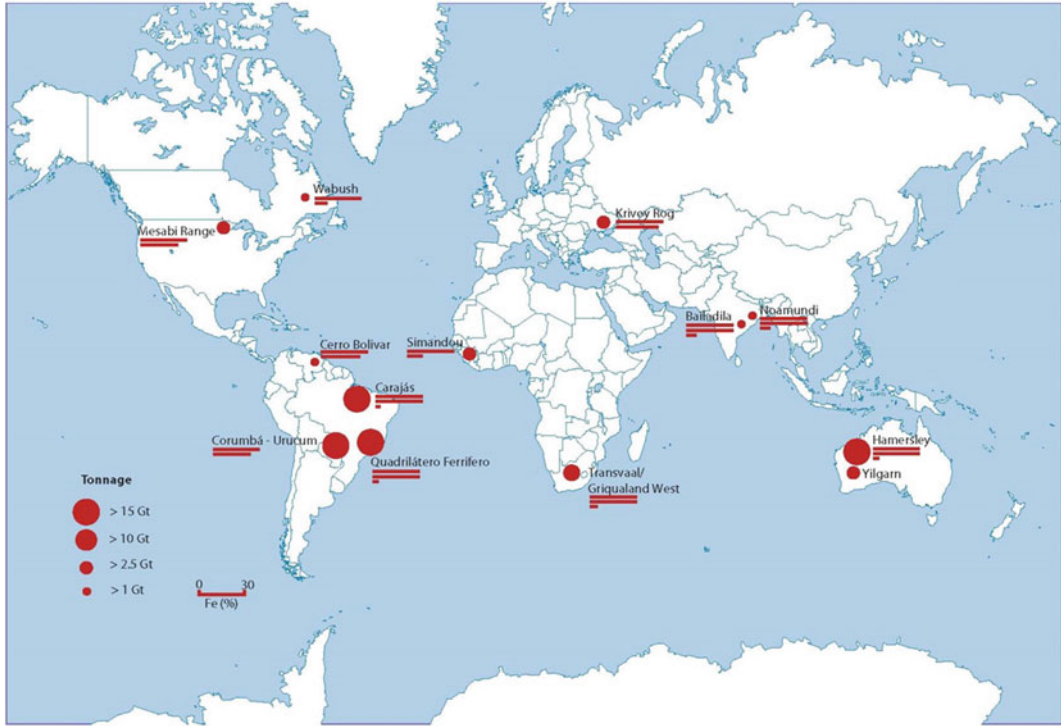 Wabush
Mesabi Range
Krivoy Rog
Bailadila
Noamundi
Cerro Bolivar
Simandou
Carajás
Corumbá - Urucum
Quadrilátero Ferrífero
Hamersley
Yilgarn
Transvaal/
Griqualand West
Tonnage
> 15 Gt
> 10 Gt
> 2.5 Gt
> 1 Gt
0 30
Fe (%)